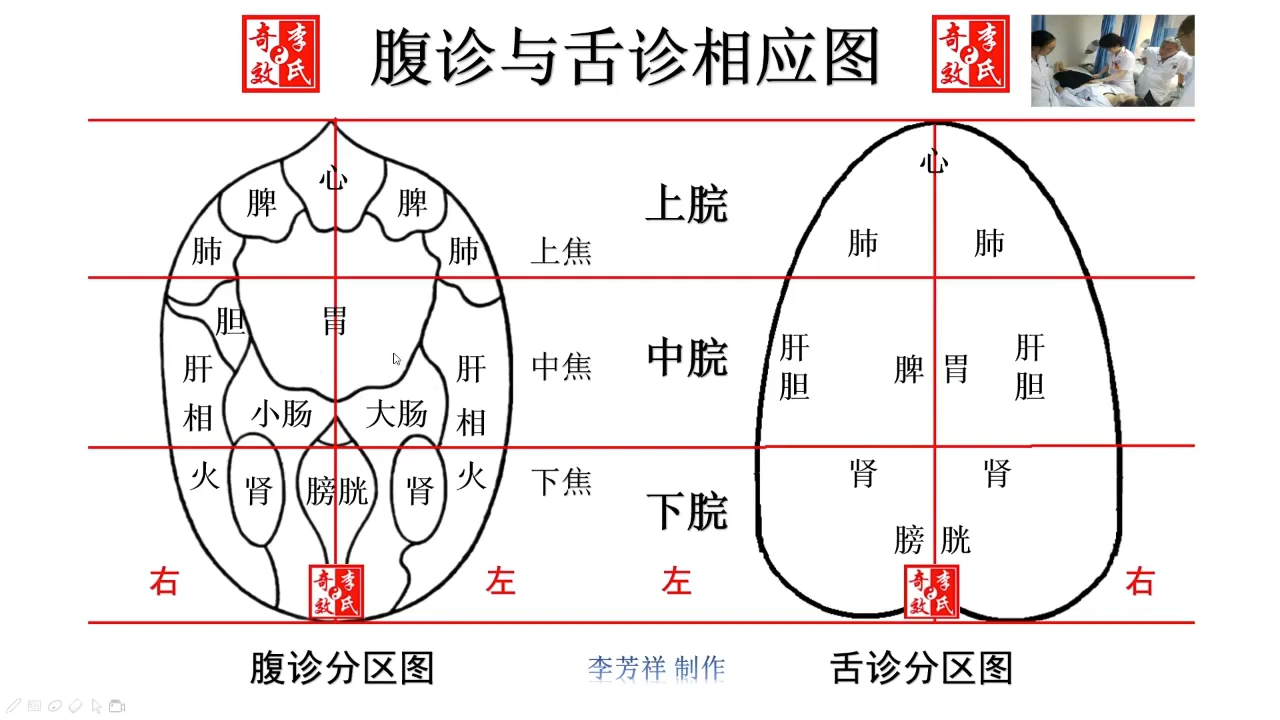 李氏
奇效
腹诊与舌诊相应图
李氏
奇效
心
脾 脾
肺 肺
胆 胃
肝 肝
相 相
小肠 大肠
火 火
肾 膀胱 肾
右 左
李氏
奇效
腹诊分区图
上脘
上焦
中脘
中焦
下焦
下脘
李芳祥 制作
心
肺 肺
肝 肝
胆 脾 胃 胆
肾 肾
膀胱
左 右
李氏
奇效
舌诊分区图